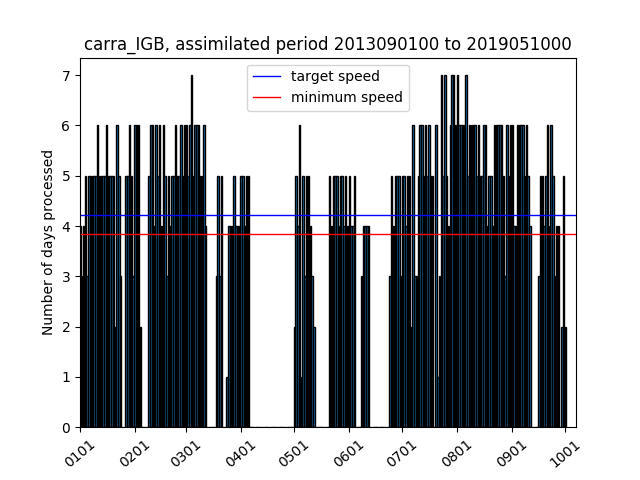 carra_IGB, assimilated period 2013090100 to 2019051000
target speed
minimum speed
Number of days processed
7
6
5
4
3
2
1
0
0101 0201 0301 0401 0501 0601 0701 0801 0901 1001